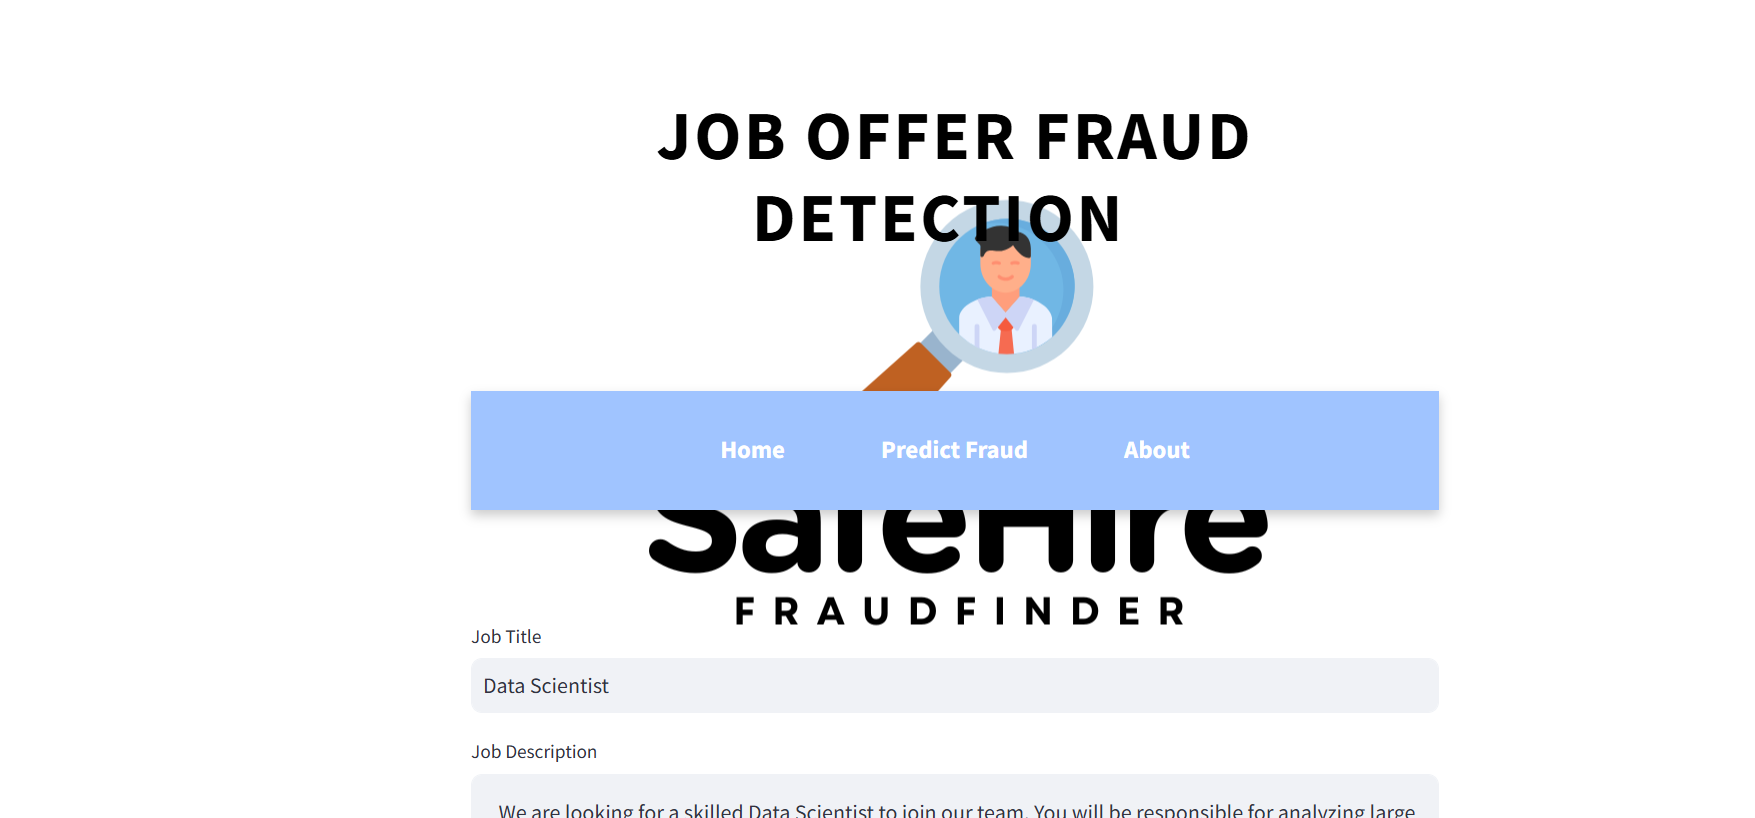 JOB OFFER FRAUD
DETECTION
Home Predict Fraud About
SafeHire
FRAUDFINDER
Job Title
Data Scientist
Job Description
We are looking for a skilled Data Scientist to join our team. You will be responsible for analyzing large